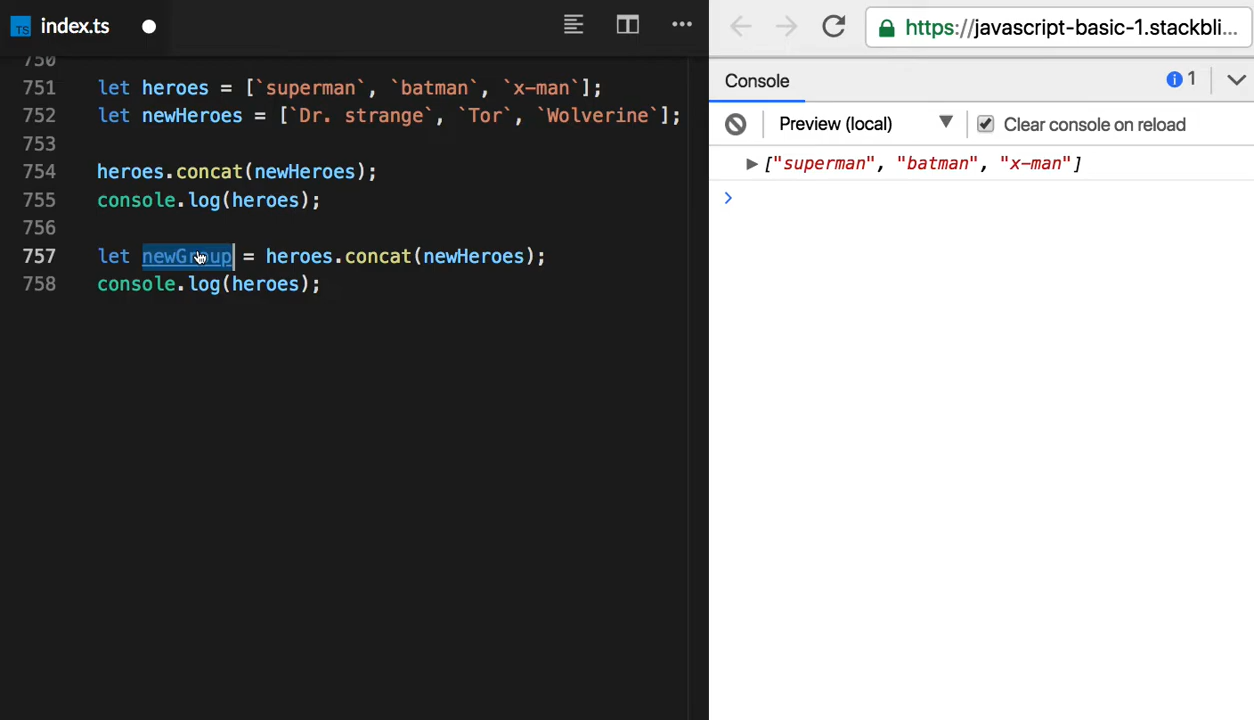 TS index.ts
https://javascript-basic-1.stackbli...
Console
1
Preview (local)
Clear console on reload
["superman", "batman", "x-man"]
750
751 let heroes = [`superman`, `batman`, `x-man`];
752 let newHeroes = [`Dr. strange`, `Tor`, `Wolverine`];
753
754 heroes.concat(newHeroes);
755 console.log(heroes);
756
757 let newGroup = heroes.concat(newHeroes);
758 console.log(heroes);